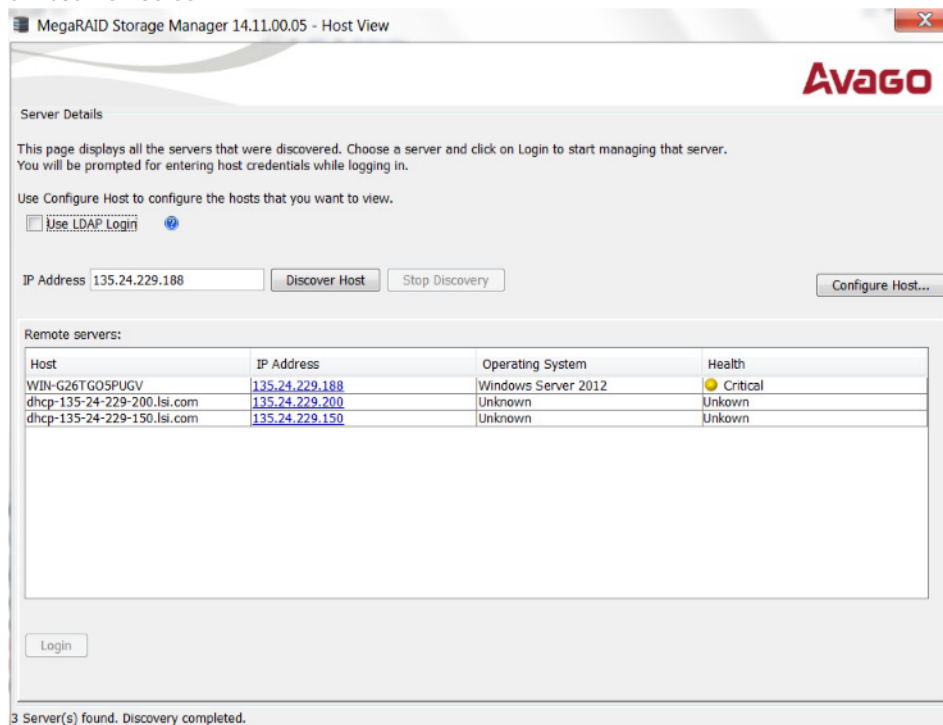 MegaRAID Storage Manager 14.11.00.05 - Host View
AVAGO
Server Details
This page displays all the servers that were discovered. Choose a server and click on Login to start managing that server.
You will be prompted for entering host credentials while logging in.
Use Configure Host to configure the hosts that you want to view.
Use LDAP Login
IP Address 135.24.229.188 Discover Host Stop Discovery Configure Host...
Remote servers:
Host IP Address Operating System Health
WIN-G26TGO5PUGV 135.24.229.188 Windows Server 2012 Critical
dhcp-135-24-229-200.lsi.com 135.24.229.200 Unknown Unkown
dhcp-135-24-229-150.lsi.com 135.24.229.150 Unknown Unkown
Login
3 Server(s) found. Discovery completed.